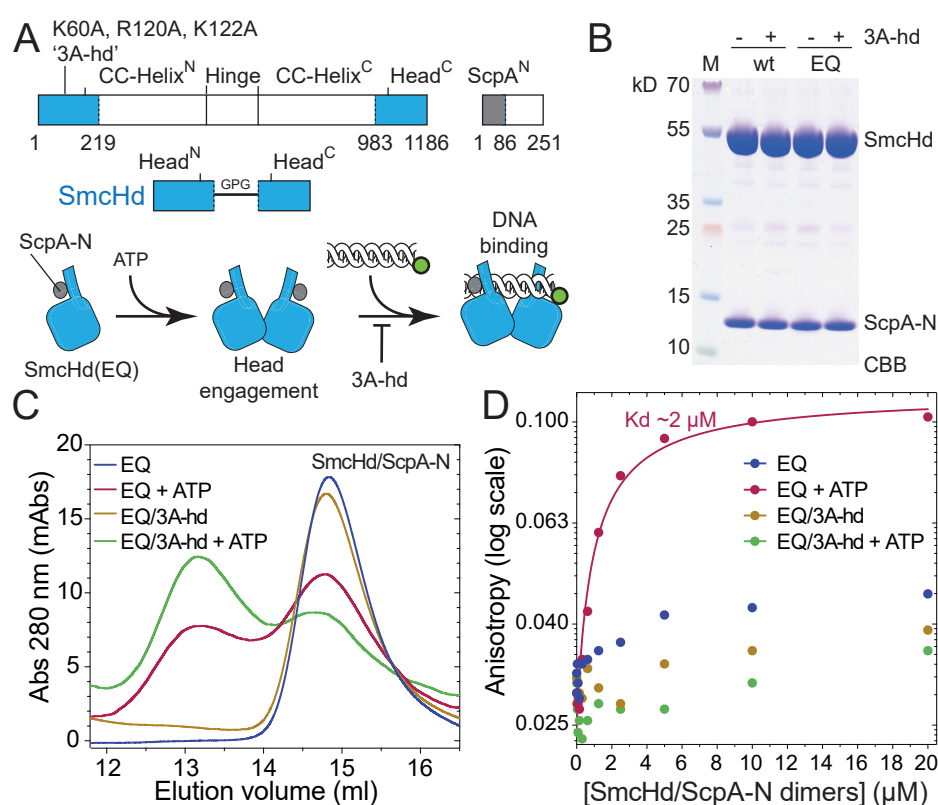 A
K60A, R120A, K122A
'3A-hd'
CC-Helix^N
Hinge
CC-Helix^C
Head^C
ScpA^N
1
219
983
1186
1
86
251
Head^N
Head^C
SmcHd
GPG
ScpA-N
ATP
DNA
binding
SmcHd(EQ)
Head
engagement
3A-hd
B
- + - + 3A-hd
M wt EQ
kD
70
55
35
25
15
10
SmcHd
ScpA-N
CBB
C
Abs 280 nm (mAbs)
20
15
10
5
0
EQ
EQ + ATP
EQ/3A-hd
EQ/3A-hd + ATP
SmcHd/ScpA-N
12 13 14 15 16
Elution volume (ml)
D
Anisotropy (log scale)
0.100
0.063
0.040
0.025
Kd ~2 µM
EQ
EQ + ATP
EQ/3A-hd
EQ/3A-hd + ATP
0 2 4 6 8 10 12 14 16 18 20
[SmcHd/ScpA-N dimers] (µM)